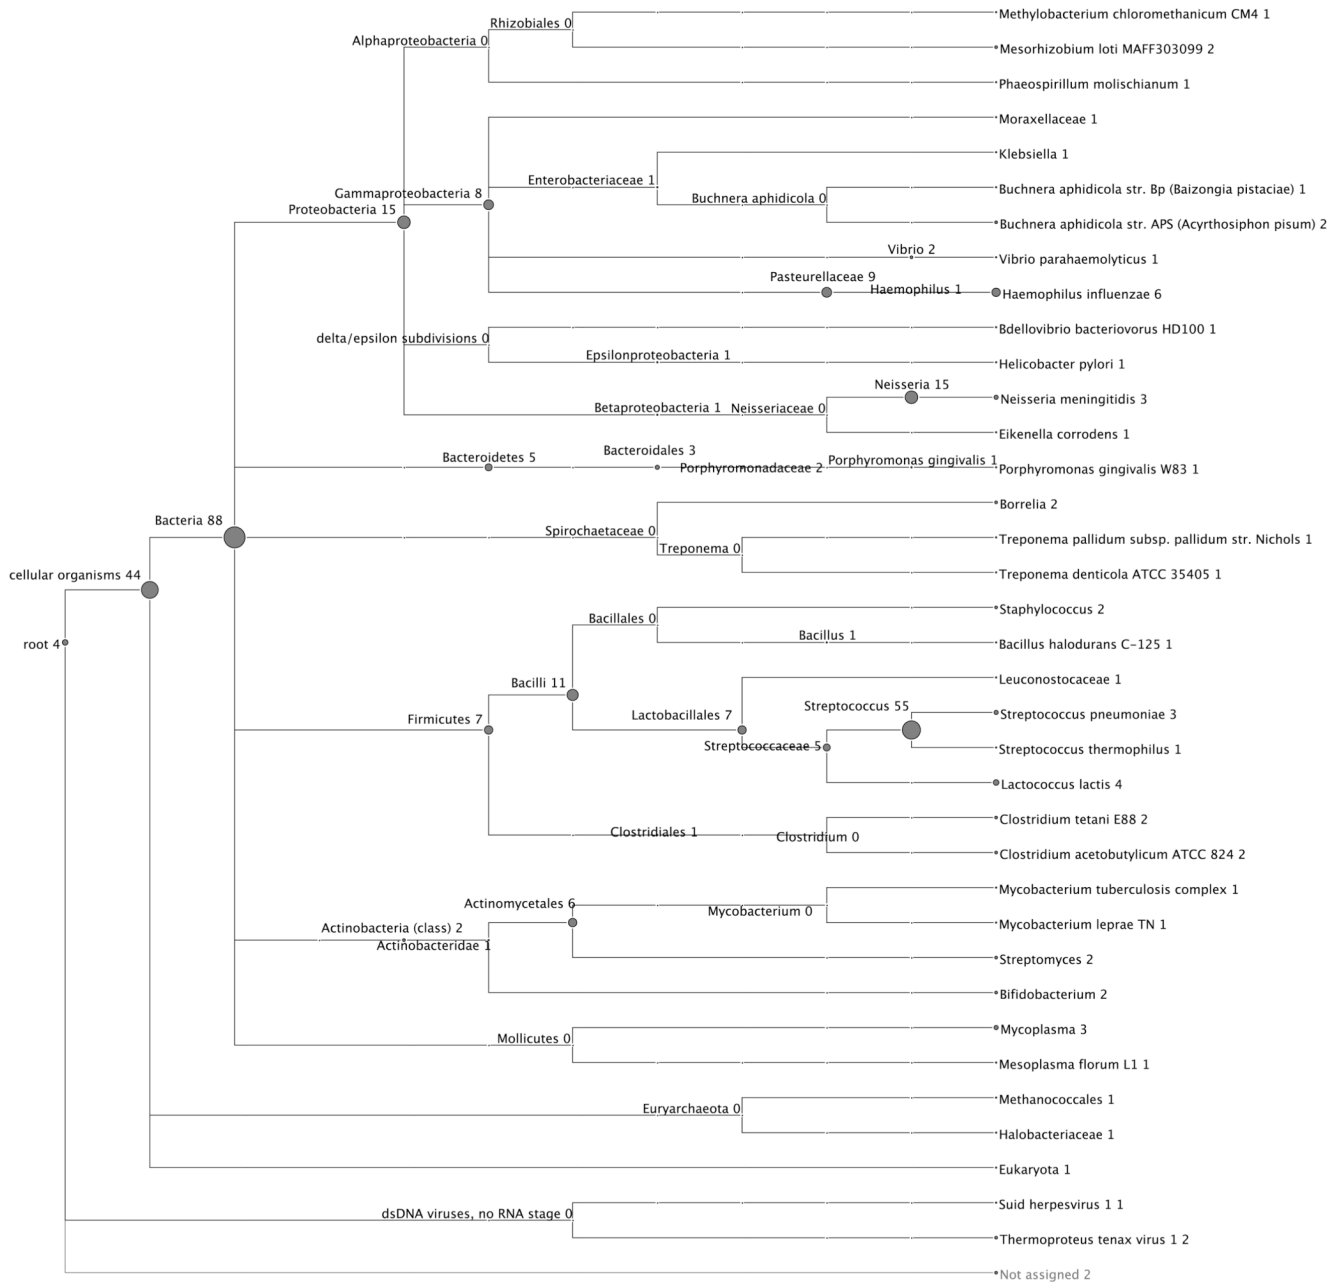 Methylobacterium chloromethanicum CM4 1
Rhizobiales 0
Alphaproteobacteria 0
Mesorhizobium loti MAFF303099 2
Phaeospirillum molischianum 1
Moraxellaceae 1
Klebsiella 1
Enterobacteriaceae 1
Gammaproteobacteria 8
Buchnera aphidicola 0
Buchnera aphidicola str. Bp (Baizongia pistaciae) 1
Proteobacteria 15
Buchnera aphidicola str. APS (Acyrthosiphon pisum) 2
Vibrio 2
Vibrio parahaemolyticus 1
Pasteurellaceae 9
Haemophilus 1
Haemophilus influenzae 6
Bdellovibrio bacteriovorus HD100 1
delta/epsilon subdivisions 0
Epsilonproteobacteria 1
Helicobacter pylori 1
Neisseria 15
Neisseria meningitidis 3
Betaproteobacteria 1
Neisseriaceae 0
Eikenella corrodens 1
Bacteroidetes 5
Bacteroidales 3
Porphyromonadaceae 2
Porphyromonas gingivalis 1
Porphyromonas gingivalis W83 1
Borrelia 2
Bacteria 88
Spirochaetaceae 0
Treponema 0
Treponema pallidum subsp. pallidum str. Nichols 1
cellular organisms 44
Treponema denticola ATCC 35405 1
Staphylococcus 2
Bacillales 0
root 4
Bacillus 1
Bacillus halodurans C-125 1
Leuconostocaceae 1
Bacilli 11
Firmicutes 7
Lactobacillales 7
Streptococcus 55
Streptococcus pneumoniae 3
Streptococcaceae 5
Streptococcus thermophilus 1
Lactococcus lactis 4
Clostridium tetani E88 2
Clostridiales 1
Clostridium 0
Clostridium acetobutylicum ATCC 824 2
Mycobacterium tuberculosis complex 1
Actinomycetales 6
Mycobacterium 0
Mycobacterium leprae TN 1
Actinobacteria (class) 2
Actinobacteridae 1
Streptomyces 2
Bifidobacterium 2
Mycoplasma 3
Mollicutes 0
Mesoplasma florum L1 1
Methanococcales 1
Euryarchaeota 0
Halobacteriaceae 1
Eukaryota 1
Suid herpesvirus 1 1
dsDNA viruses, no RNA stage 0
Thermoproteus tenax virus 1 2
Not assigned 2